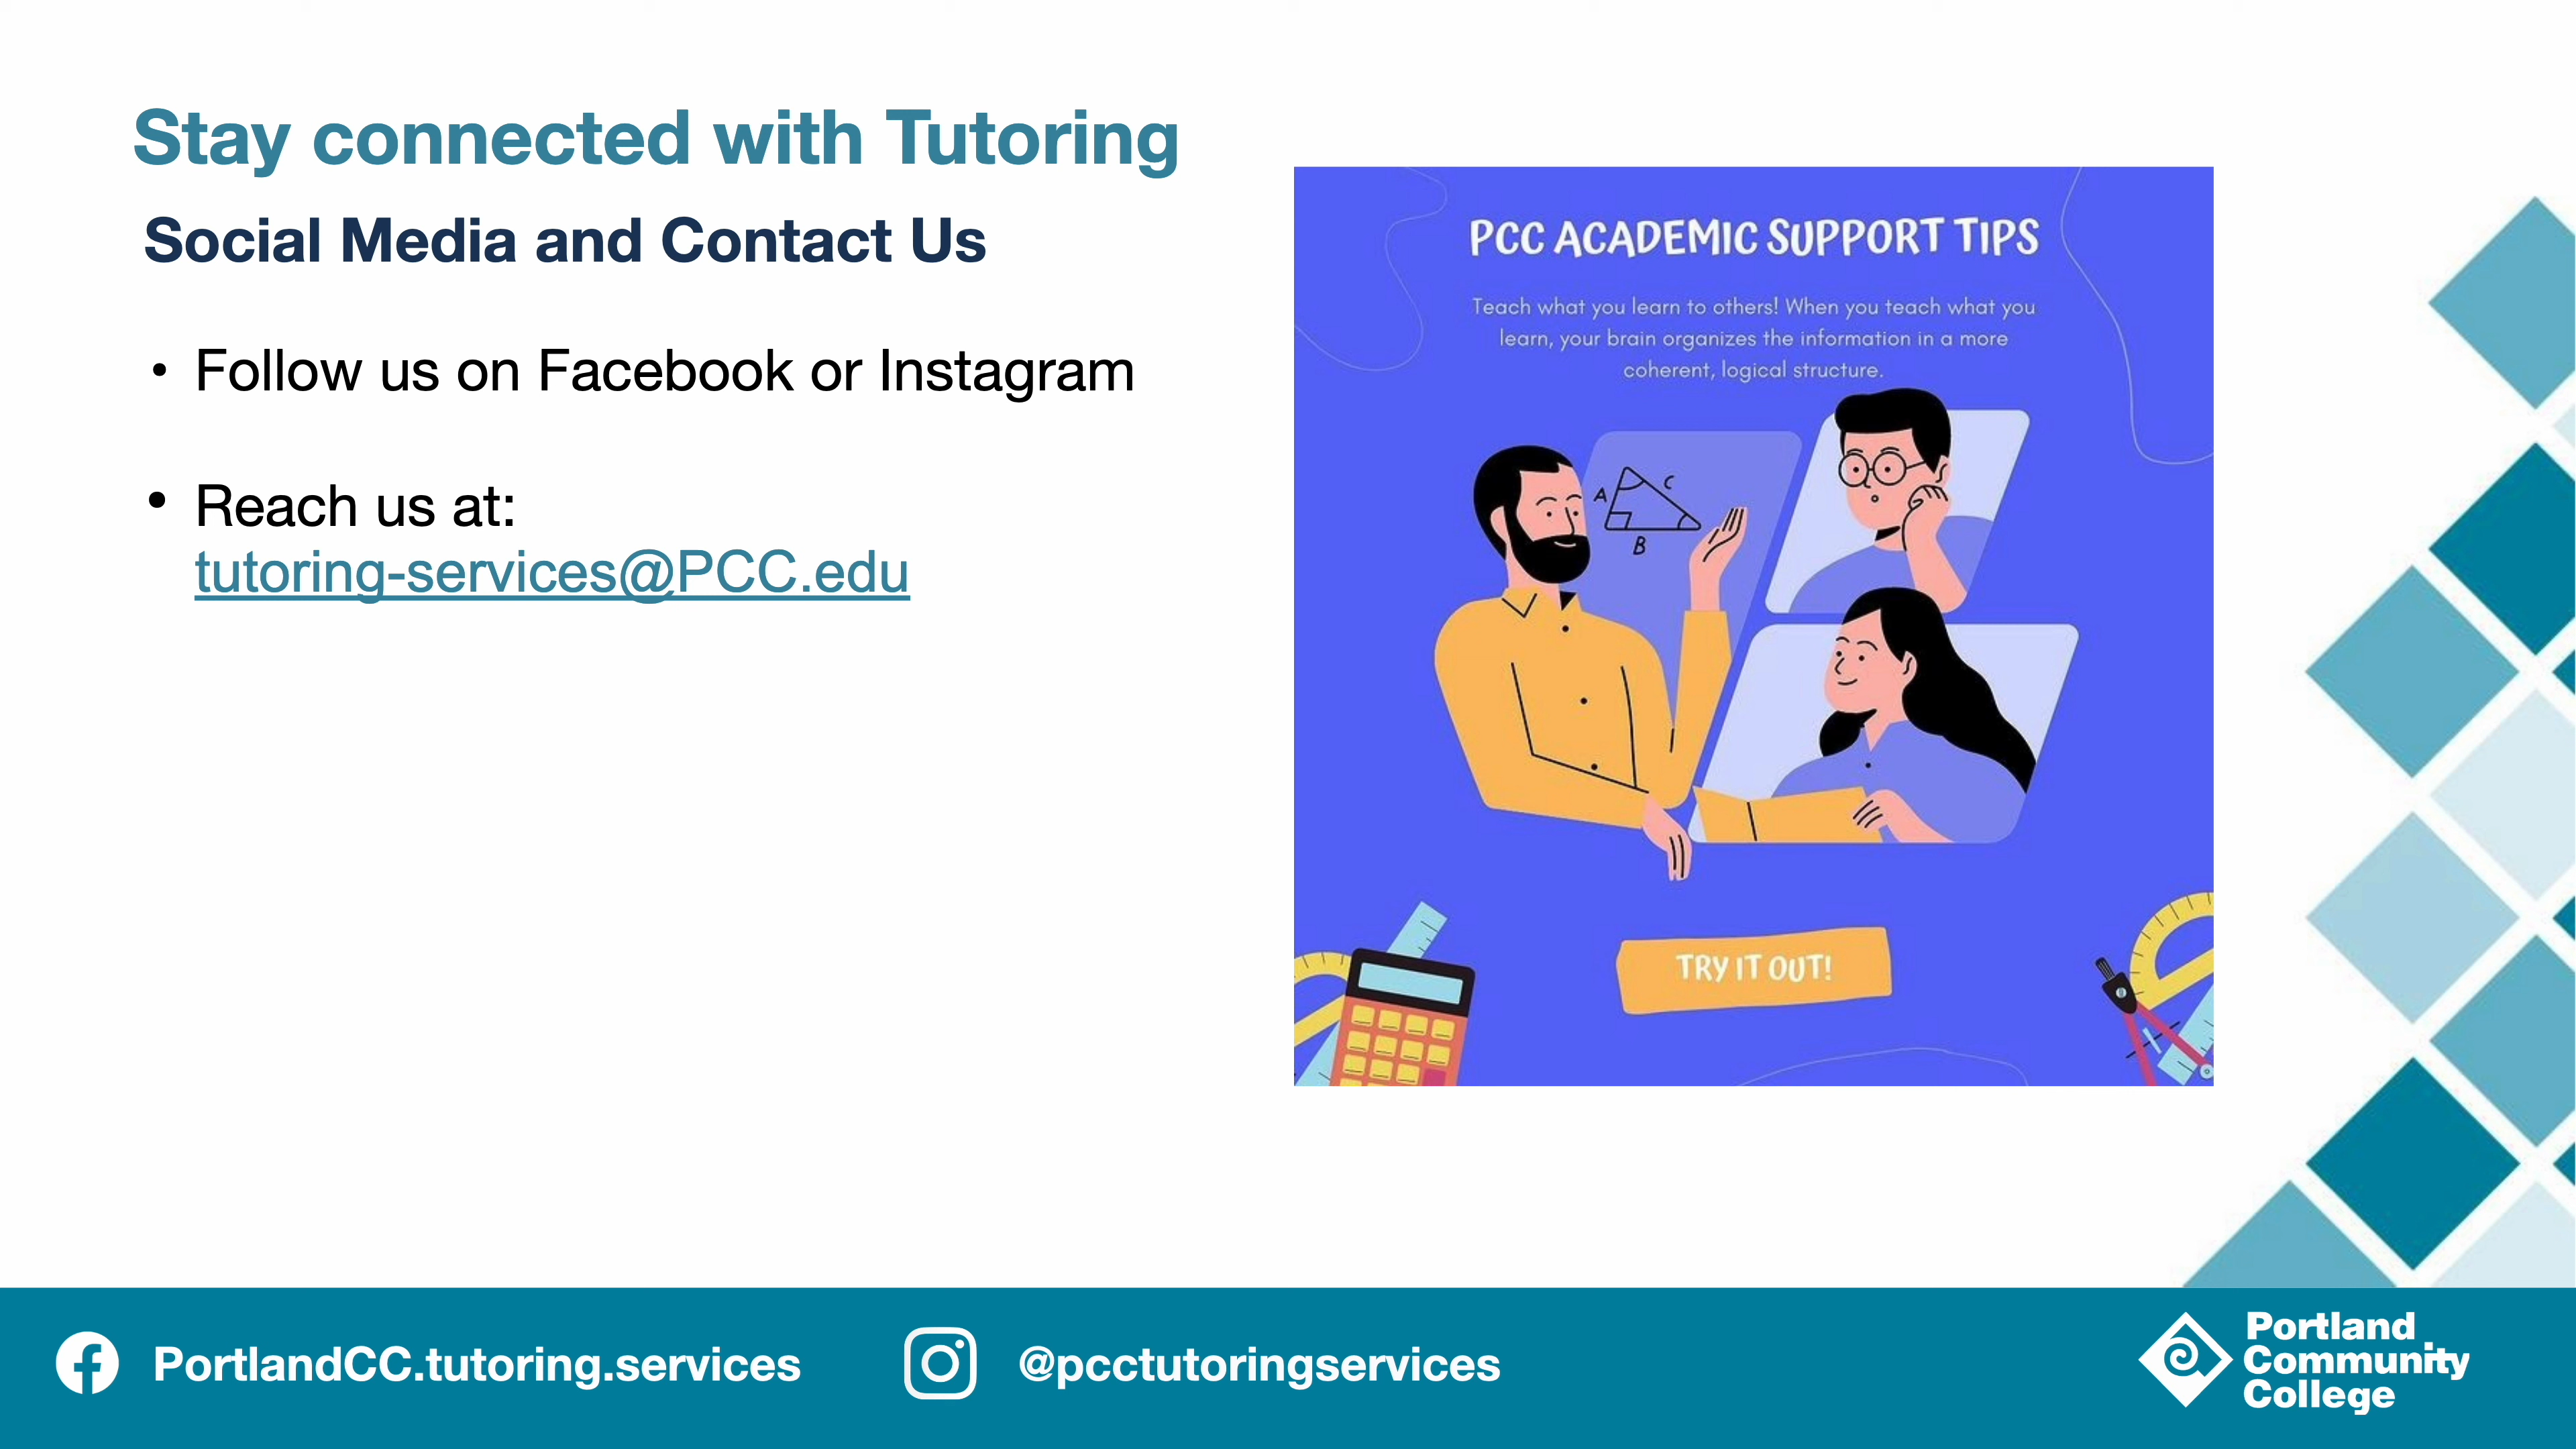 Stay connected with Tutoring
Social Media and Contact Us
• Follow us on Facebook or Instagram
• Reach us at:
tutoring-services@PCC.edu
PCC ACADEMIC SUPPORT TIPS
Teach what you learn to others! When you teach what you
learn, your brain organizes the information in a more
coherent, logical structure.
A
C
B
TRY IT OUT!
PortlandCC.tutoring.services
@pcctutoringservices
Portland
Community
College